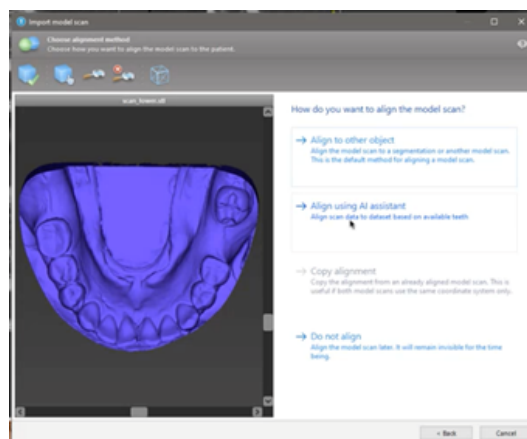 Import model scan
Choose alignment method
Choose how you want to align the model scan to the patient.
scan_lower.stl
How do you want to align the model scan?
Align to other object
Align the model scan to a segmentation or another model scan.
This is the default method for aligning a model scan.
Align using AI assistant
Align scan data to dataset based on available teeth
Copy alignment
Copy the alignment from an already aligned model scan. This is
useful if both model scans use the same coordinate system only.
Do not align
Align the model scan later. It will remain invisible for the time
being.
< Back
Cancel